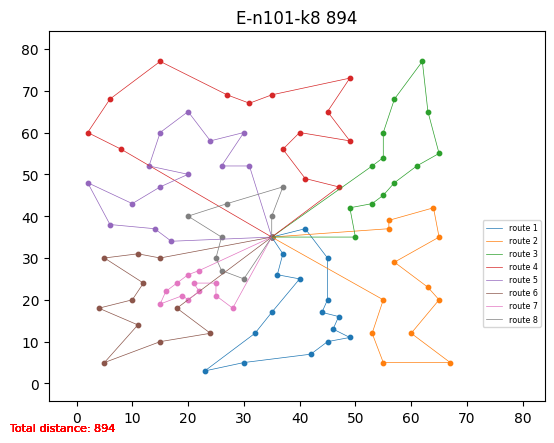 E-n101-k8 894
80
70
60
50
40
30
20
10
0
route 1
route 2
route 3
route 4
route 5
route 6
route 7
route 8
0 10 20 30 40 50 60 70 80
Total distance: 894